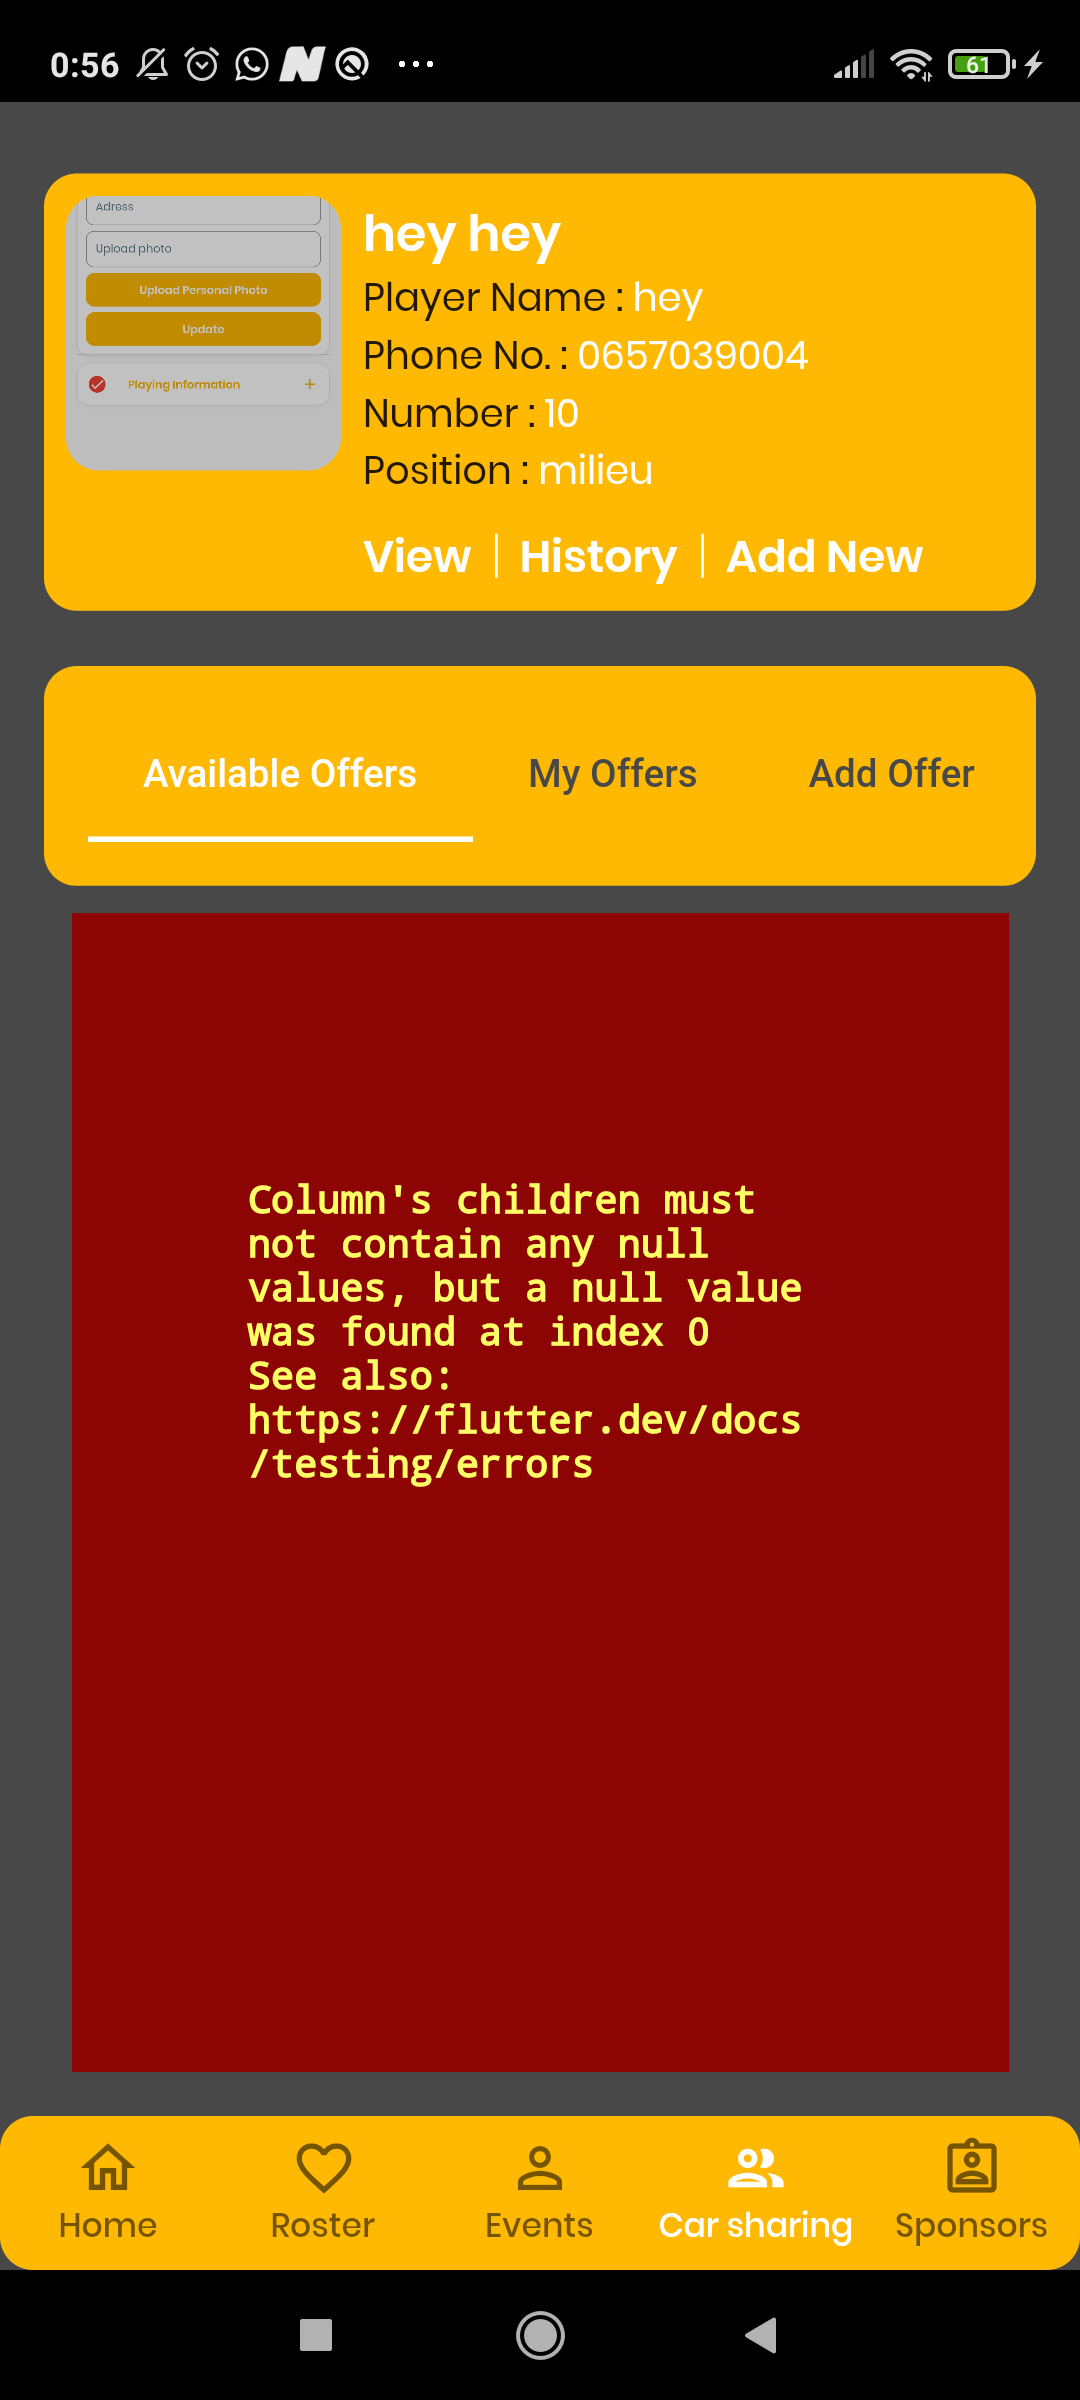 0:56
61
Adress
Upload photo
Upload Personal Photo
Update
Playing Information
hey hey
Player Name : hey
Phone No. : 0657039004
Number : 10
Position : milieu
View | History | Add New
Available Offers My Offers Add Offer
Column's children must
not contain any null
values, but a null value
was found at index 0
See also:
https://flutter.dev/docs
/testing/errors
Home Roster Events Car sharing Sponsors